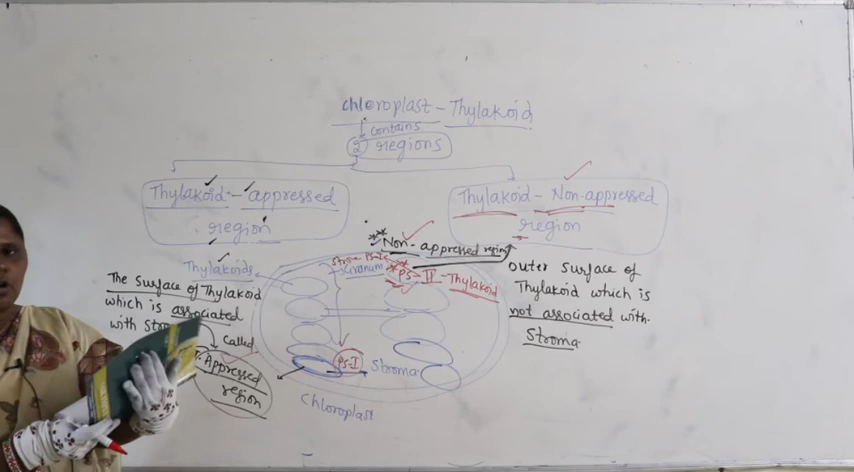 chloroplast - Thylakoid
contains
2 regions
Thylakoid - appressed
region
Thylakoid - Non-appressed
region
Non - appressed region
Thylakoids
Granum
PS - II - Thylakoid
The Surface of Thylakoid
which is associated
with
Called
Appressed
region
PS-I
Stroma
Chloroplast
outer surface of
Thylakoid which is
not associated with
Stroma